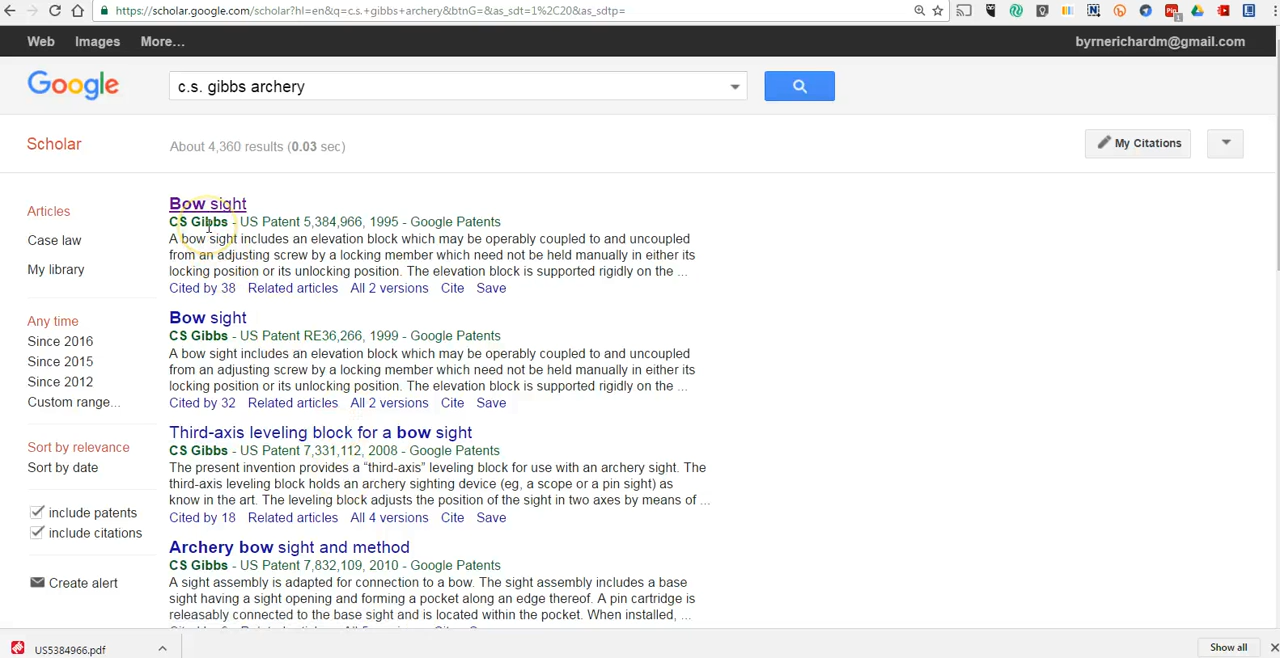 https://scholar.google.com/scholar?hl=en&q=c.s.+gibbs+archery&btnG=&as_sdt=1%2C20&as_sdtp=
Web Images More… byrnerichardm@gmail.com
Google c.s. gibbs archery
Scholar About 4,360 results (0.03 sec) My Citations
Articles
Case law
My library
Any time
Since 2016
Since 2015
Since 2012
Custom range...
Sort by relevance
Sort by date
include patents
include citations
Create alert
Bow sight
CS Gibbs - US Patent 5,384,966, 1995 - Google Patents
A bow sight includes an elevation block which may be operably coupled to and uncoupled
from an adjusting screw by a locking member which need not be held manually in either its
locking position or its unlocking position. The elevation block is supported rigidly on the ...
Cited by 38 Related articles All 2 versions Cite Save
Bow sight
CS Gibbs - US Patent RE36,266, 1999 - Google Patents
A bow sight includes an elevation block which may be operably coupled to and uncoupled
from an adjusting screw by a locking member which need not be held manually in either its
locking position or its unlocking position. The elevation block is supported rigidly on the ...
Cited by 32 Related articles All 2 versions Cite Save
Third-axis leveling block for a bow sight
CS Gibbs - US Patent 7,331,112, 2008 - Google Patents
The present invention provides a “third-axis” leveling block for use with an archery sight. The
third-axis leveling block holds an archery sighting device (eg, a scope or a pin sight) as
know in the art. The leveling block adjusts the position of the sight in two axes by means of ...
Cited by 18 Related articles All 4 versions Cite Save
Archery bow sight and method
CS Gibbs - US Patent 7,832,109, 2010 - Google Patents
A sight assembly is adapted for connection to a bow. The sight assembly includes a base
sight having a sight opening and forming a pocket along an edge thereof. A pin cartridge is
releasably connected to the base sight and is located within the pocket. When installed, ...
US5384966.pdf Show all